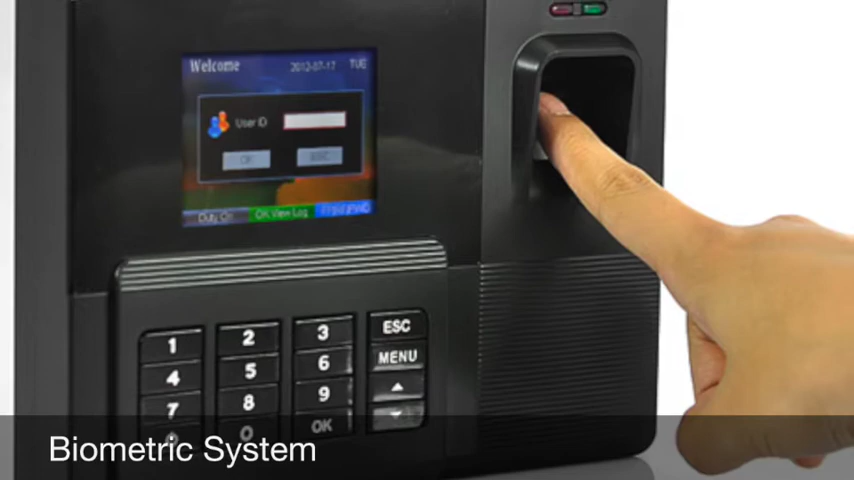 Welcome 2012-07-17 TUE
User ID
OK ESC
Duty On OK:View Log
1 2 3 ESC
4 5 6 MENU
7 8 9
0 OK
Biometric System